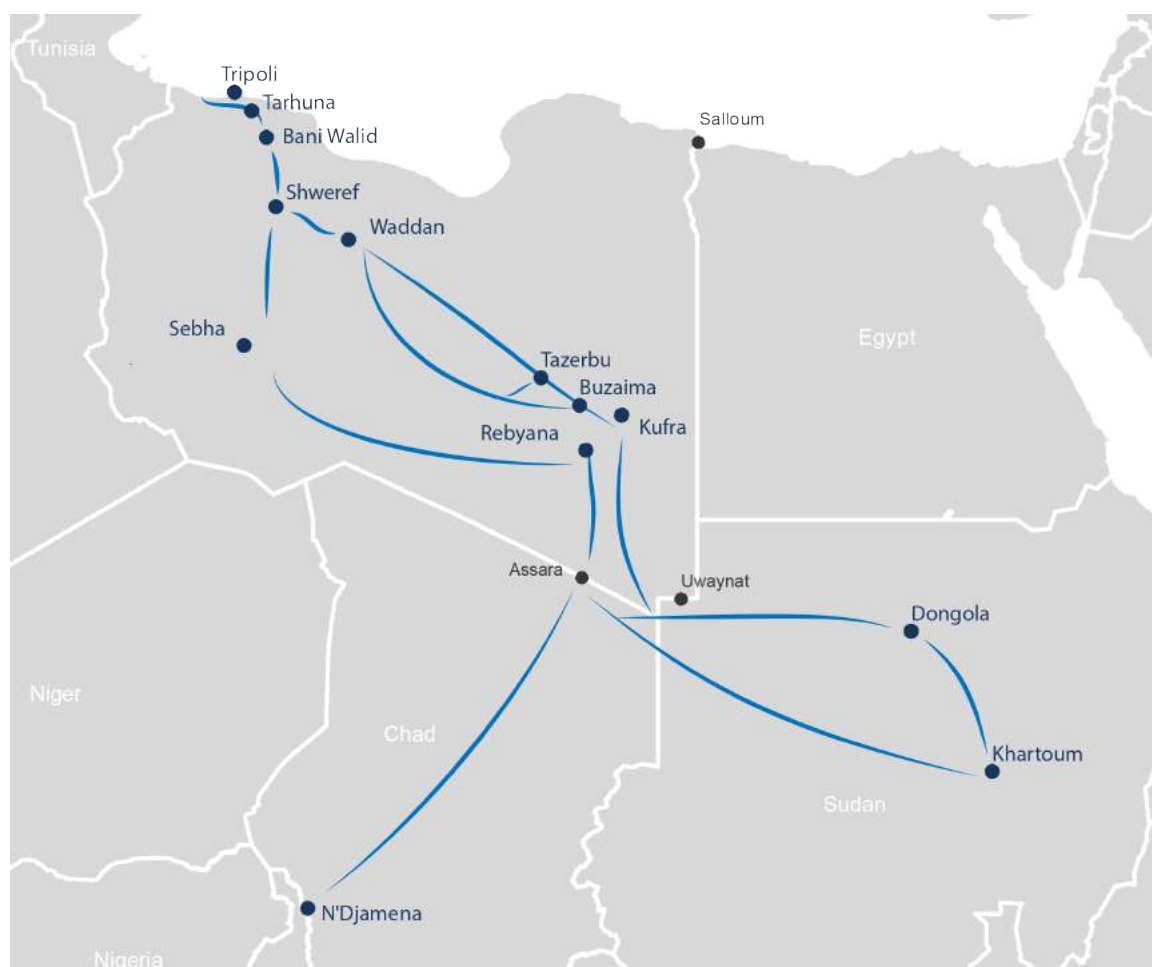 Tunisia
Tripoli
Tarhuna
Salloum
Bani Walid
Shweref
Waddan
Sebha
Egypt
Tazerbu
Buzaima
Kufra
Rebyana
Assara
Uwaynat
Dongola
Niger
Chad
Khartoum
Sudan
N'Djamena
Nigeria